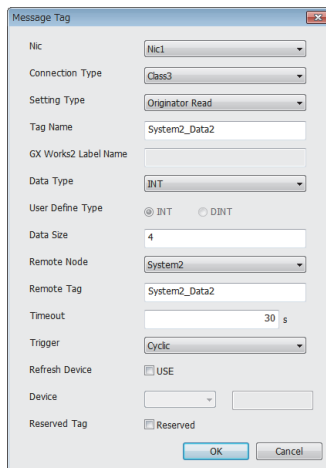 Message Tag
Nic Nic1
Connection Type Class3
Setting Type Originator Read
Tag Name System2_Data2
GX Works2 Label Name
Data Type INT
User Define Type INT DINT
Data Size 4
Remote Node System2
Remote Tag System2_Data2
Timeout 30 s
Trigger Cyclic
Refresh Device USE
Device
Reserved Tag Reserved
OK Cancel